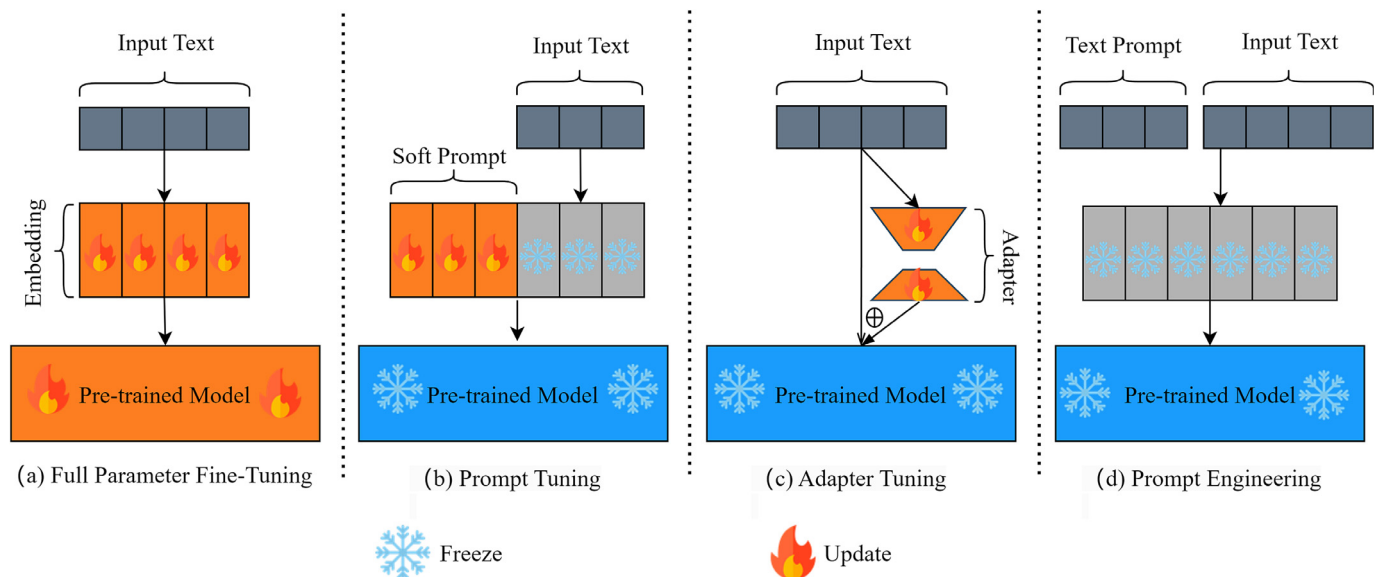 Input Text
Embedding
Pre-trained Model
(a) Full Parameter Fine-Tuning
Input Text
Soft Prompt
Pre-trained Model
(b) Prompt Tuning
Input Text
Adapter
Pre-trained Model
(c) Adapter Tuning
Text Prompt
Input Text
Pre-trained Model
(d) Prompt Engineering
Freeze
Update